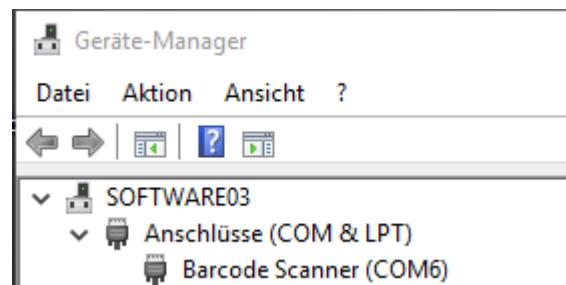 Geräte-Manager
Datei Aktion Ansicht ?
?
SOFTWARE03
Anschlüsse (COM & LPT)
Barcode Scanner (COM6)